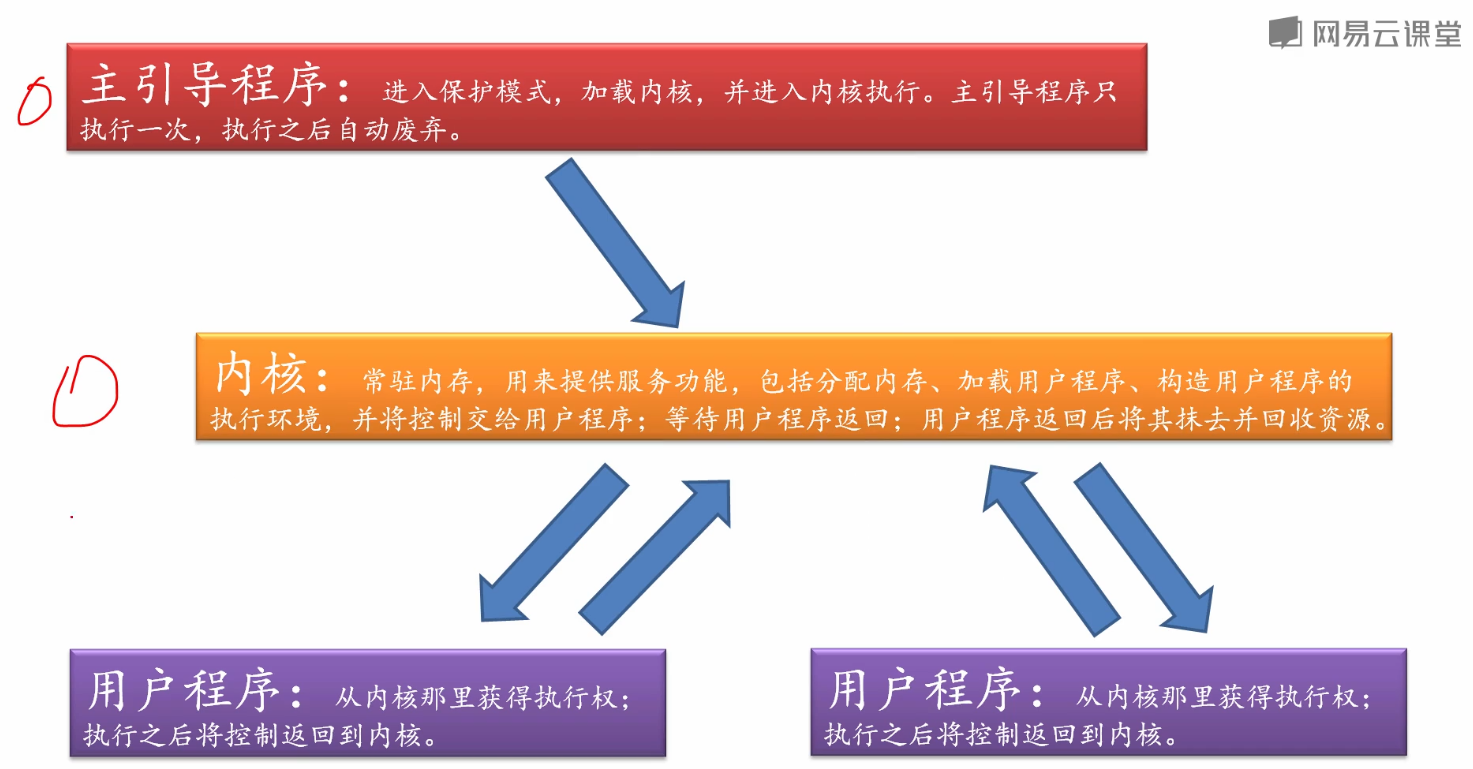 网易云课堂
主引导程序：进入保护模式，加载内核，并进入内核执行。主引导程序只
执行一次，执行之后自动废弃。
内核：常驻内存，用来提供服务功能，包括分配内存、加载用户程序、构造用户程序的
执行环境，并将控制交给用户程序；等待用户程序返回；用户程序返回后将其抹去并回收资源。
用户程序：从内核那里获得执行权；
执行之后将控制返回到内核。
用户程序：从内核那里获得执行权；
执行之后将控制返回到内核。